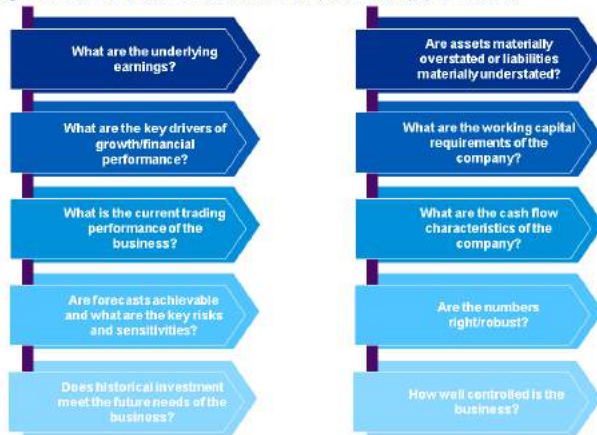 What are the underlying
earnings?
What are the key drivers of
growth/financial
performance?
What is the current trading
performance of the
business?
Are forecasts achievable
and what are the key risks
and sensitivities?
Does historical investment
meet the future needs of the
business?
Are assets materially
overstated or liabilities
materially understated?
What are the working capital
requirements of the
company?
What are the cash flow
characteristics of the
company?
Are the numbers
right/robust?
How well controlled is the
business?